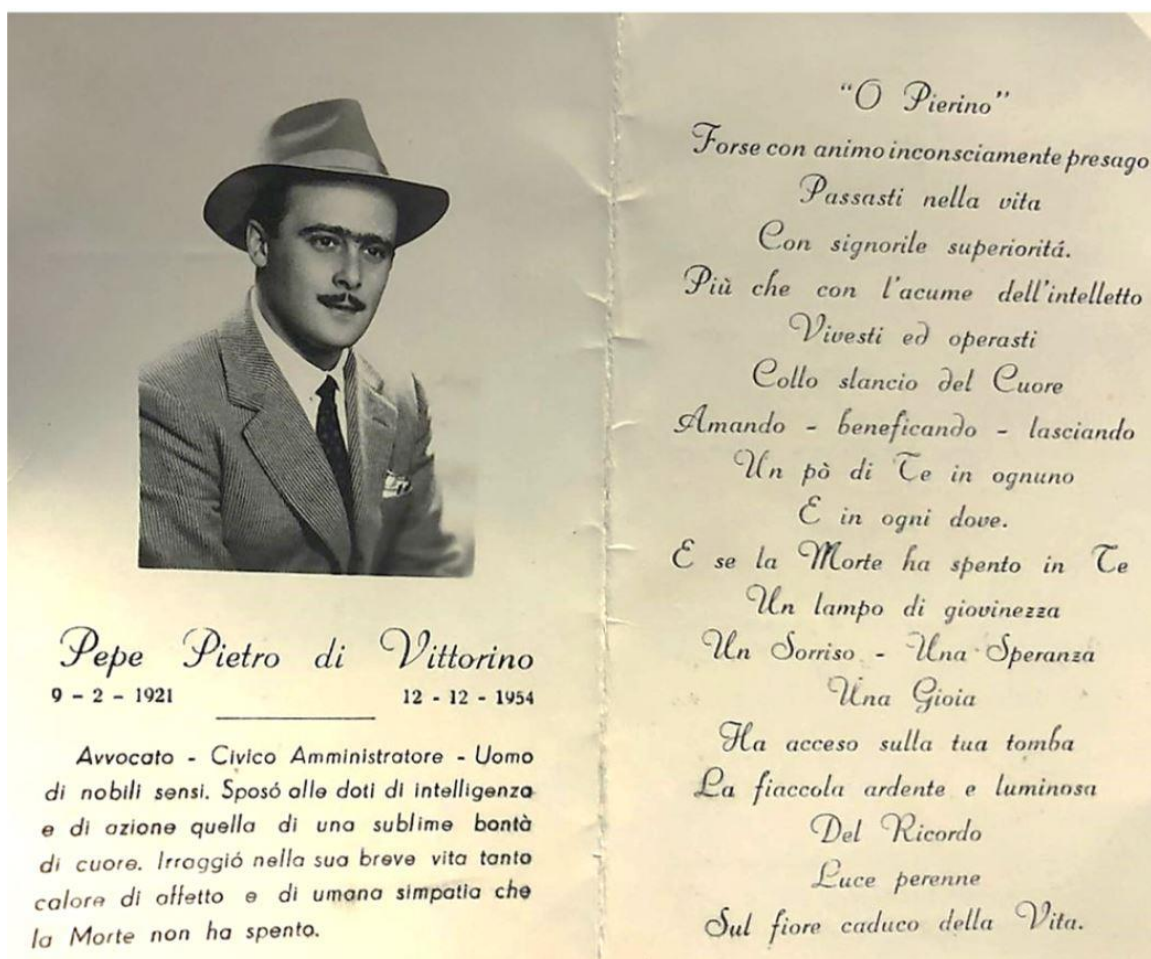 Pepe Pietro di Vittorino
9 - 2 - 1921 12 - 12 - 1954
Avvocato - Civico Amministratore - Uomo
di nobili sensi. Sposó alle doti di intelligenza
e di azione quella di una sublime bontà
di cuore. Irraggió nella sua breve vita tanto
calore di affetto e di umana simpatia che
la Morte non ha spento.
"O Pierino"
Forse con animo inconsciamente presago
Passasti nella vita
Con signorile superioritá.
Più che con l'acume dell'intelletto
Vivesti ed operasti
Collo slancio del Cuore
Amando - beneficando - lasciando
Un pò di Te in ognuno
E in ogni dove.
E se la Morte ha spento in Te
Un lampo di giovinezza
Un Sorriso - Una Speranza
Una Gioia
Ha acceso sulla tua tomba
La fiaccola ardente e luminosa
Del Ricordo
Luce perenne
Sul fiore caduco della Vita.